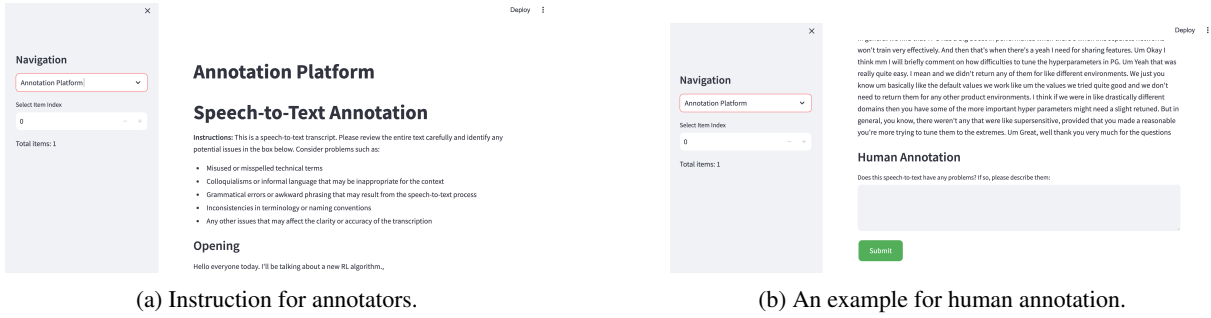 Deploy
Navigation
Annotation Platform
Select Item Index
0
Total items: 1
Annotation Platform
Speech-to-Text Annotation
Instructions: This is a speech-to-text transcript. Please review the entire text carefully and identify any
potential issues in the box below. Consider problems such as:
Misused or misspelled technical terms
Colloquialisms or informal language that may be inappropriate for the context
Grammatical errors or awkward phrasing that may result from the speech-to-text process
Inconsistencies in terminology or naming conventions
Any other issues that may affect the clarity or accuracy of the transcription
Opening
Hello everyone today. I'll be talking about a new RL algorithm.,
(a) Instruction for annotators.
Deploy
Navigation
Annotation Platform
Select Item Index
0
Total items: 1
won't train very effectively. And then that's when there's a yeah I need for sharing features. Um Okay I
think mm I will briefly comment on how difficulties to tune the hyperparameters in PG. Um Yeah that was
really quite easy. I mean and we didn't return any of them for like different environments. We just you
know um basically like the default values we work like um the values we tried quite good and we don't
need to return them for any other product environments. I think if we were in like drastically different
domains then you have some of the more important hyper parameters might need a slight retuned. But in
general, you know, there weren't any that were like supersensitive, provided that you made a reasonable
you're more trying to tune them to the extremes. Um Great, well thank you very much for the questions
Human Annotation
Does this speech-to-text have any problems? If so, please describe them:
Submit
(b) An example for human annotation.